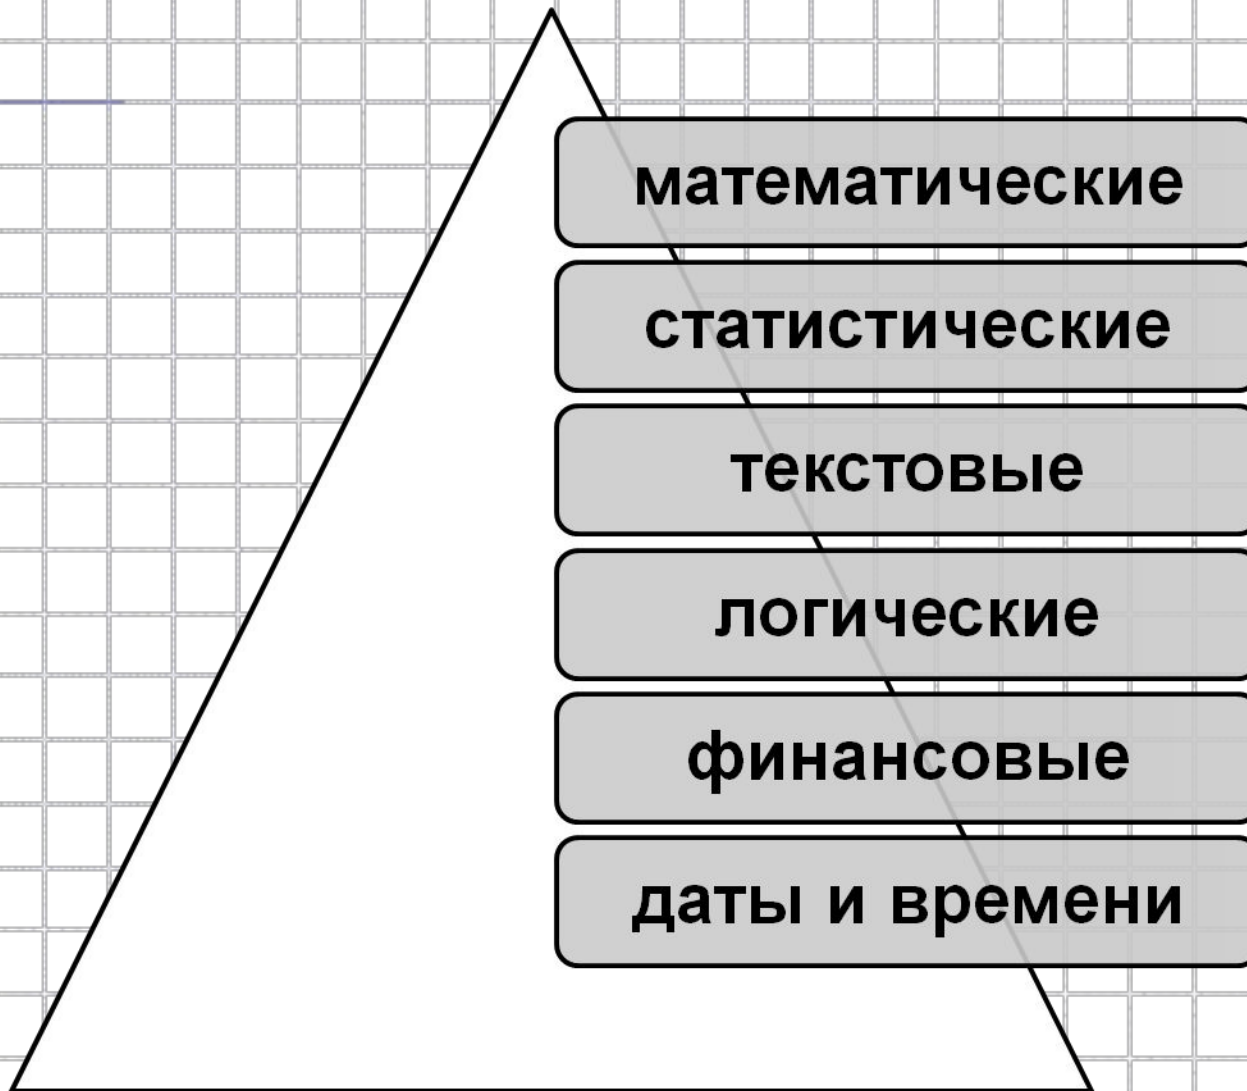 математические
статистические
текстовые
логические
финансовые
даты и времени